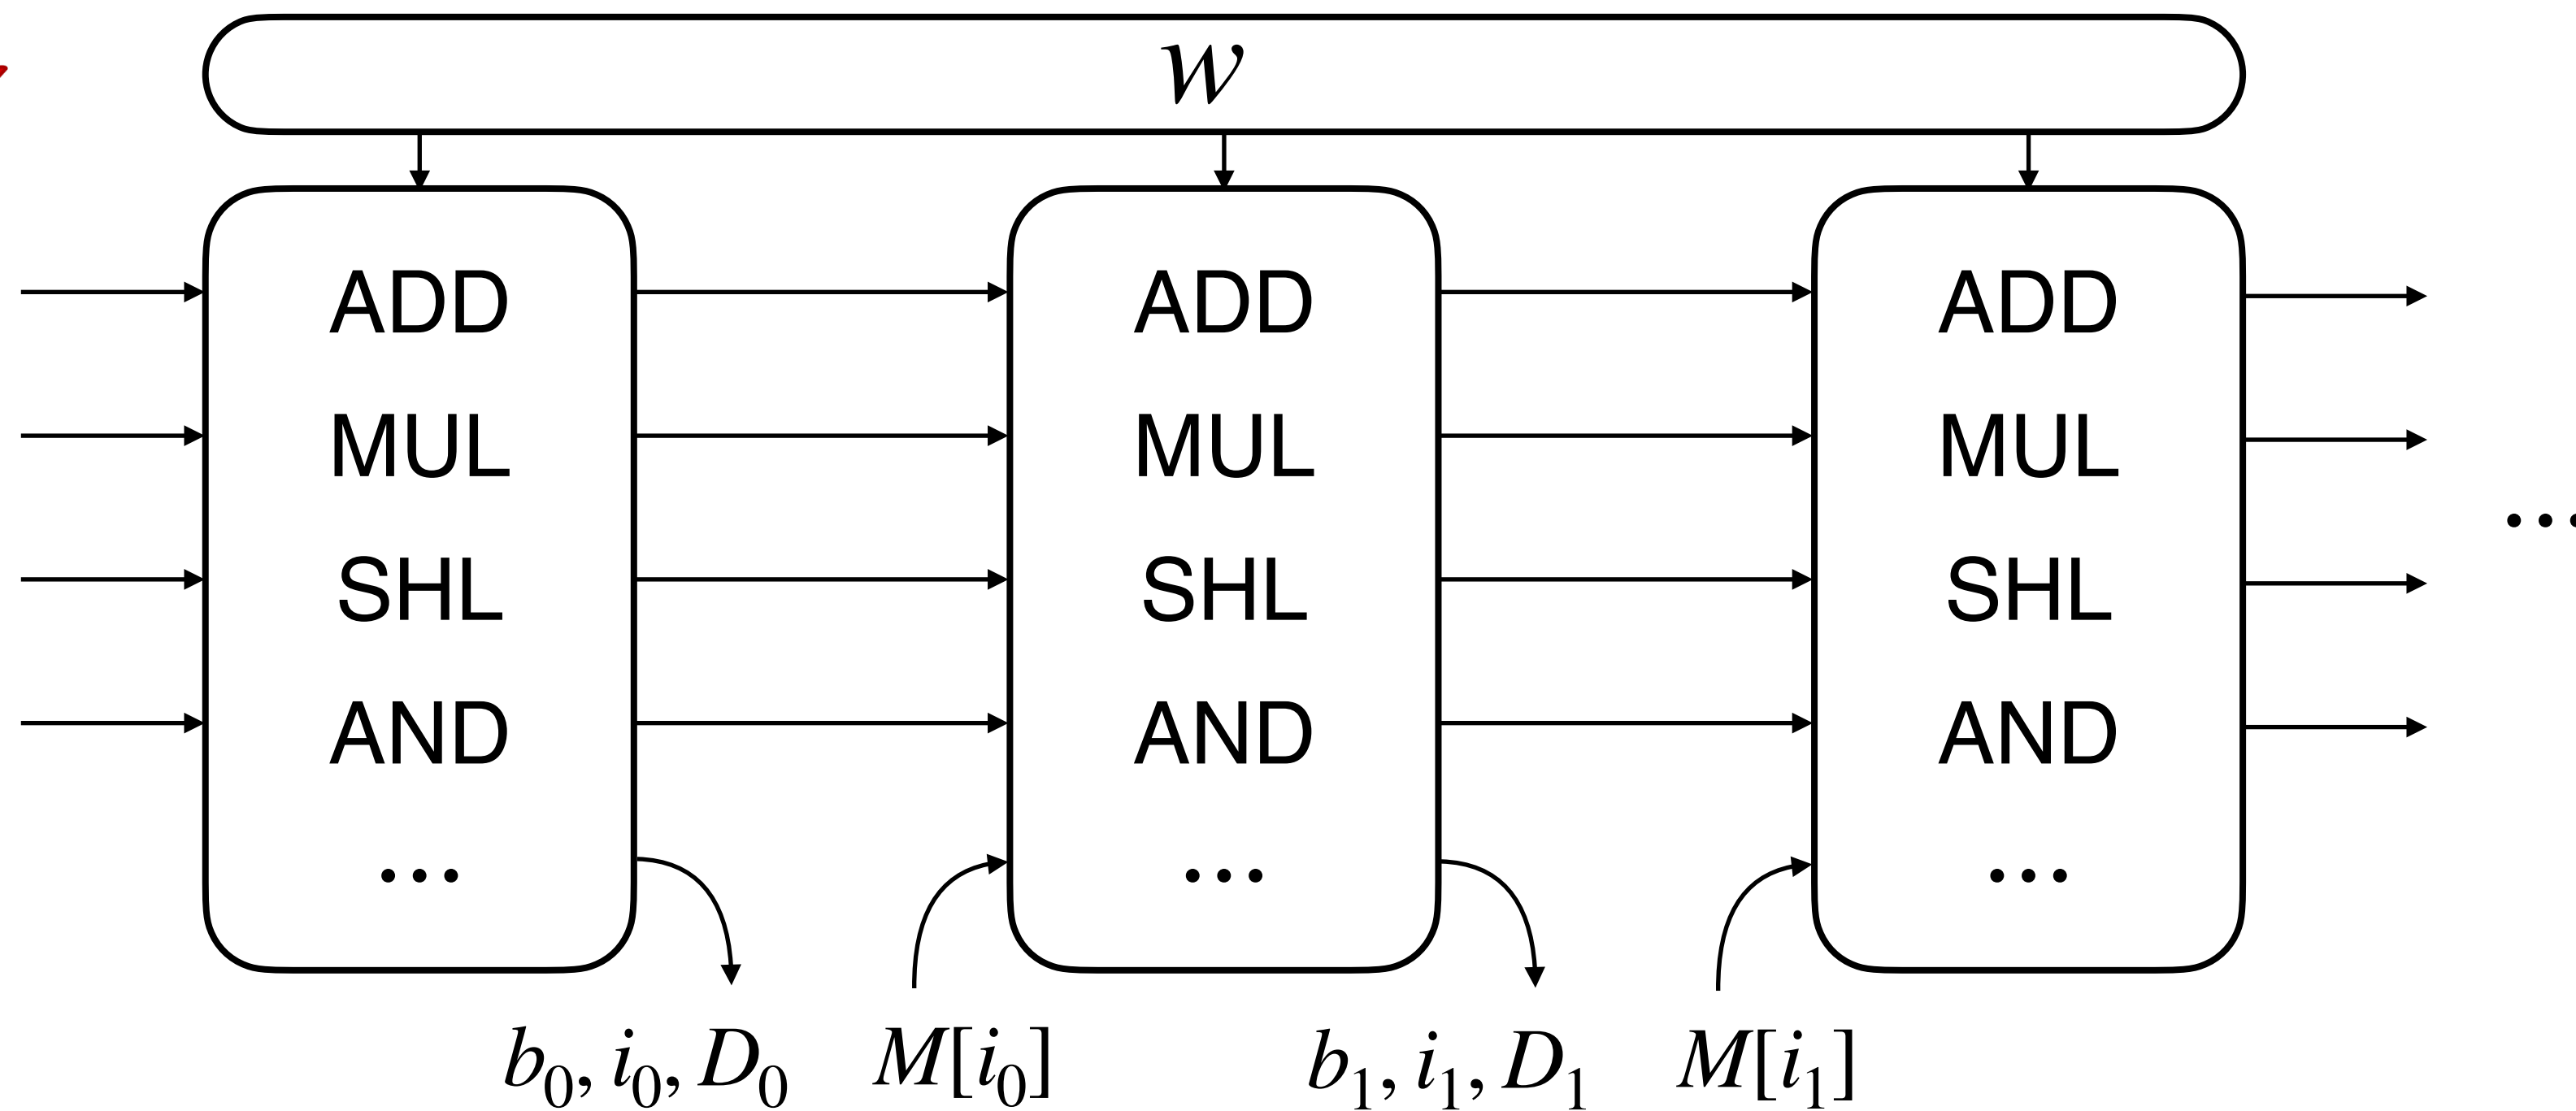 w
ADD ADD ADD
MUL MUL MUL
SHL SHL SHL
AND AND AND
... ... ... ...
b₀, i₀, D₀ M[i₀] b₁, i₁, D₁ M[i₁]